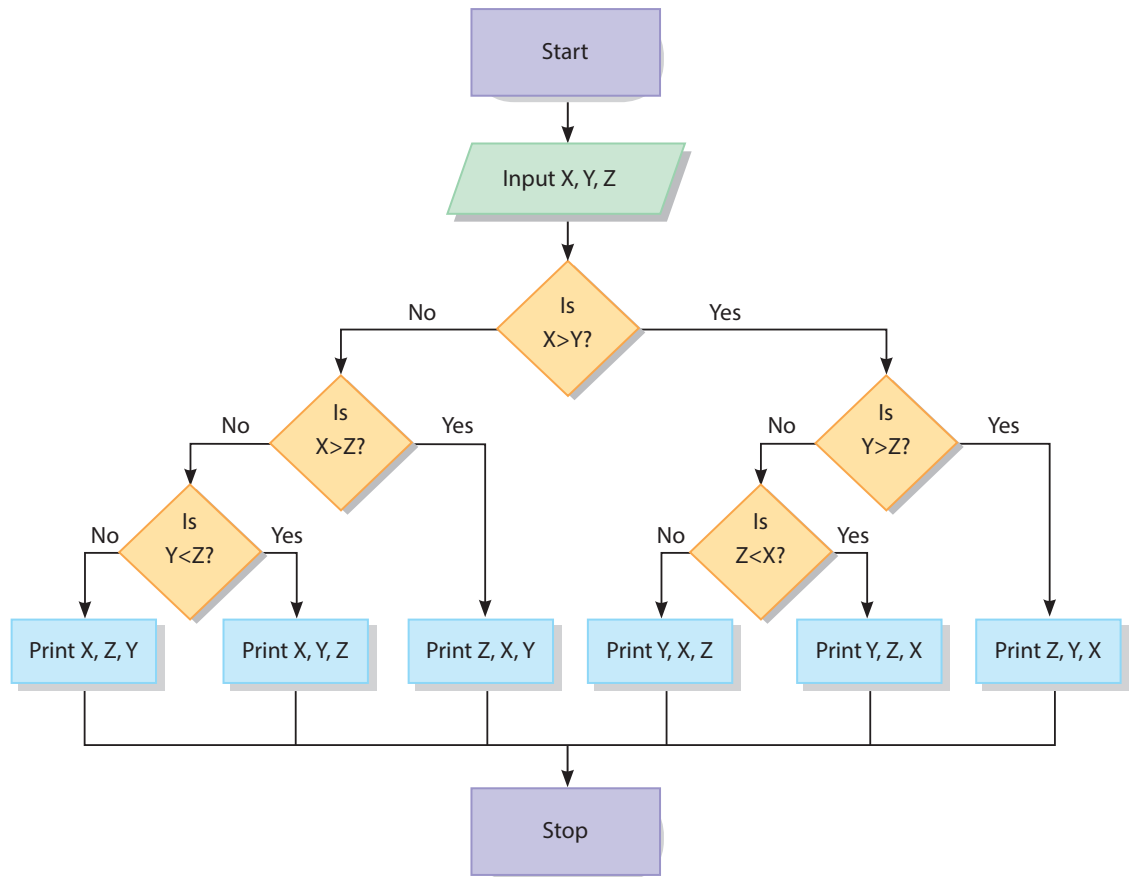 Start
Input X, Y, Z
Is
X>Y?
No
Yes
Is
X>Z?
No
Yes
Is
Y>Z?
No
Yes
Is
Y<Z?
No
Yes
Is
Z<X?
No
Yes
Print X, Z, Y
Print X, Y, Z
Print Z, X, Y
Print Y, X, Z
Print Y, Z, X
Print Z, Y, X
Stop